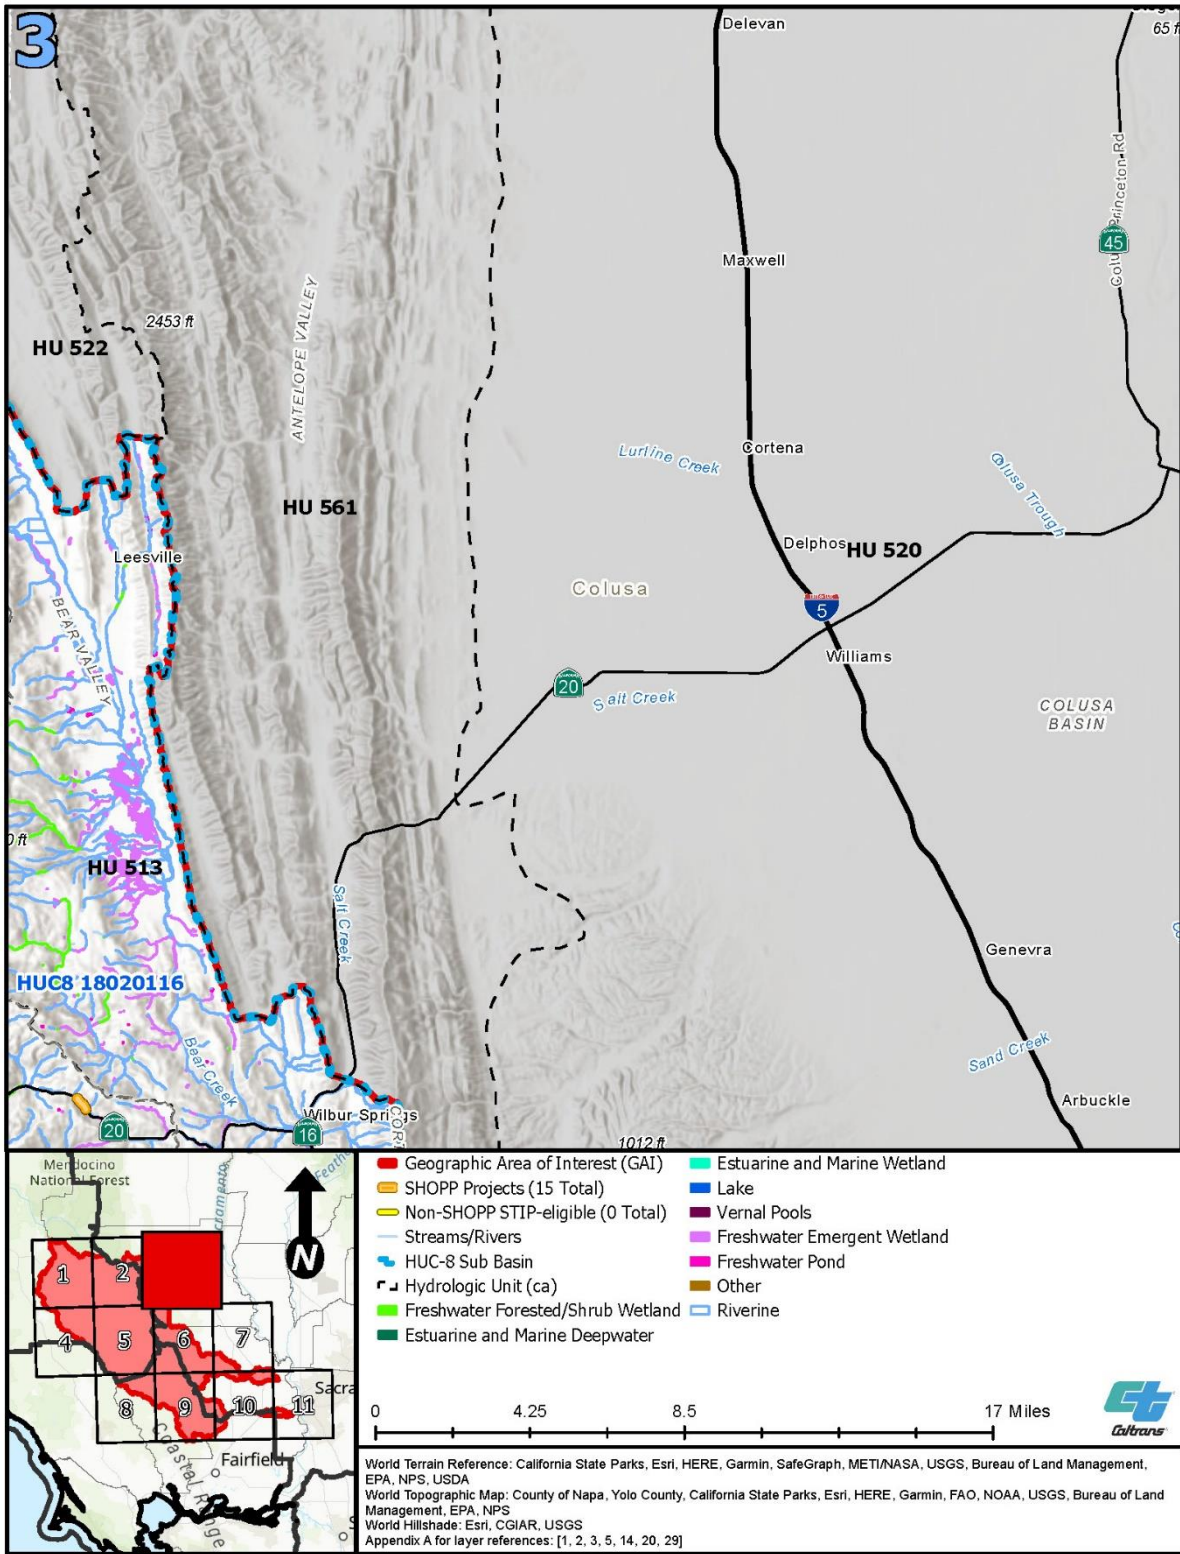 3
Delevan
65 ft
Princeton Rd
45
Maxwell
2453 ft
HU 522
ANTELOPE VALLEY
Lurline Creek
Cortena
Colusa Trough
HU 561
Delphos
HU 520
Leesville
Colusa
5
Williams
BEAR VALLEY
20
Salt Creek
COLUSA
BASIN
0 ft
HU 513
Salt Creek
Genevra
HUC8 18020116
Bear Creek
Sand Creek
Arbuckle
Wilbur Springs
20
16
1012 ft
Mendocino
National Forest
N
1
2
4
5
6
7
8
9
10
11
Sacra
Fairfield
Coastal Range
Geographic Area of Interest (GAI)
SHOPP Projects (15 Total)
Non-SHOPP STIP-eligible (0 Total)
Streams/Rivers
HUC-8 Sub Basin
Hydrologic Unit (ca)
Freshwater Forested/Shrub Wetland
Estuarine and Marine Deepwater
Estuarine and Marine Wetland
Lake
Vernal Pools
Freshwater Emergent Wetland
Freshwater Pond
Other
Riverine
0 4.25 8.5 17 Miles
Caltrans
World Terrain Reference: California State Parks, Esri, HERE, Garmin, SafeGraph, METI/NASA, USGS, Bureau of Land Management,
EPA, NPS, USDA
World Topographic Map: County of Napa, Yolo County, California State Parks, Esri, HERE, Garmin, FAO, NOAA, USGS, Bureau of Land
Management, EPA, NPS
World Hillshade: Esri, CGIAR, USGS
Appendix A for layer references: [1, 2, 3, 5, 14, 20, 29]